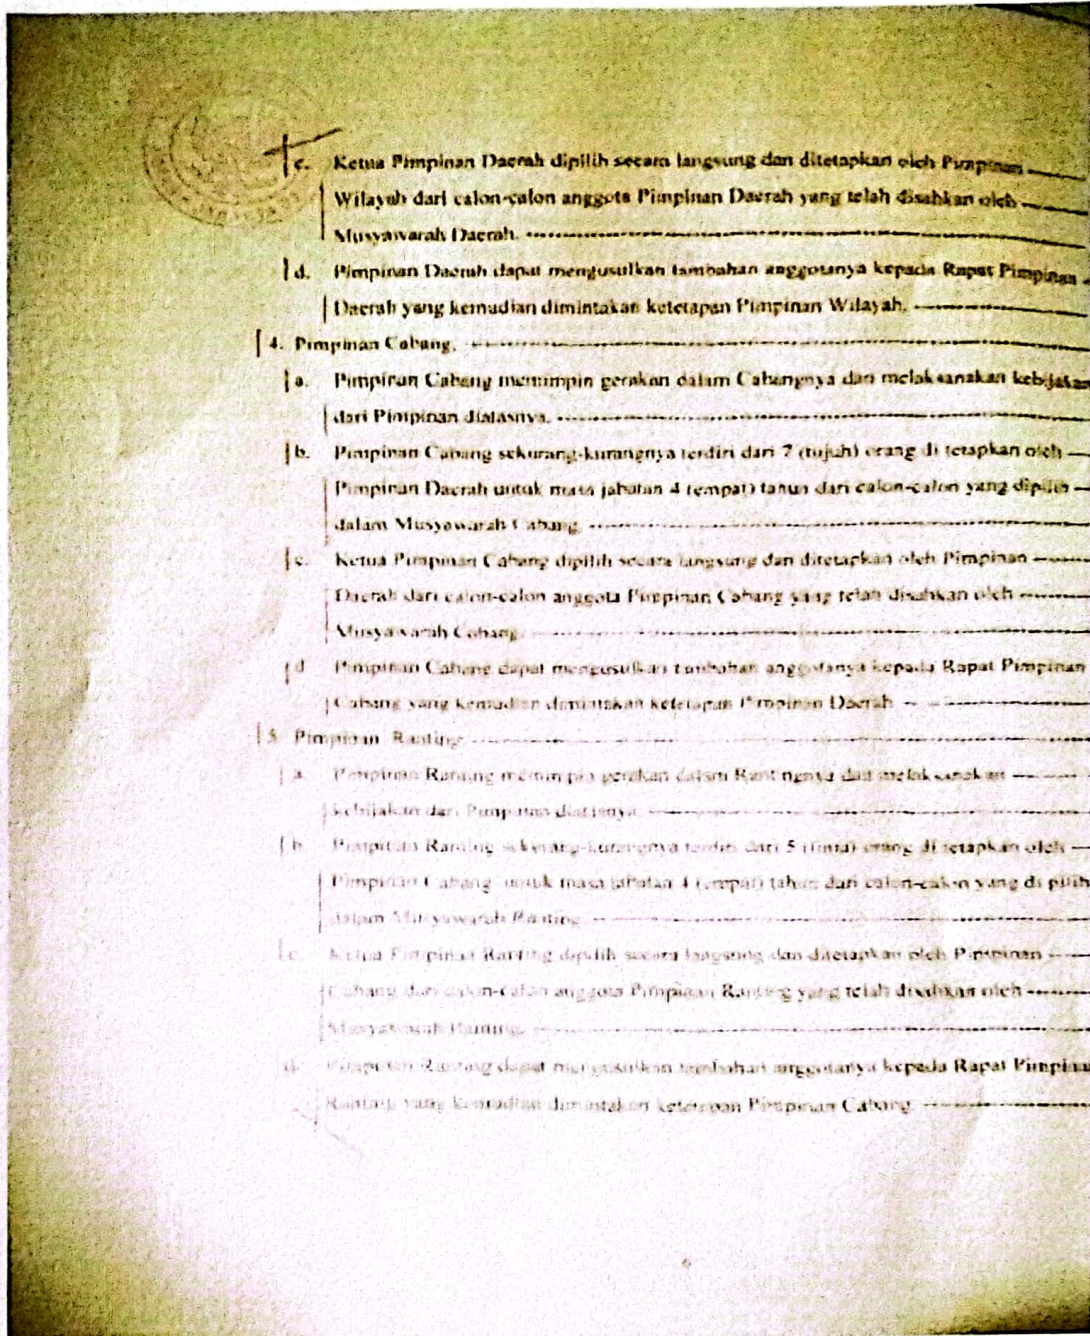 c. Ketua Pimpinan Daerah dipilih secara langsung dan ditetapkan oleh Pimpinan
Wilayah dari calon-calon anggota Pimpinan Daerah yang telah disahkan oleh
Musyawarah Daerah.
d. Pimpinan Daerah dapat mengusulkan tambahan anggotanya kepada Rapat Pimpinan
Daerah yang kemudian dimintakan ketetapan Pimpinan Wilayah.
4. Pimpinan Cabang.
a. Pimpinan Cabang memimpin gerakan dalam Cabangnya dan melaksanakan kebijakan
dari Pimpinan diatasnya.
b. Pimpinan Cabang sekurang-kurangnya terdiri dari 7 (tujuh) orang di tetapkan oleh
Pimpinan Daerah untuk masa jabatan 4 (empat) tahun dari calon-calon yang dipilih
dalam Musyawarah Cabang.
c. Ketua Pimpinan Cabang dipilih secara langsung dan ditetapkan oleh Pimpinan
Daerah dari calon-calon anggota Pimpinan Cabang yang telah disahkan oleh
Musyawarah Cabang.
d. Pimpinan Cabang dapat mengusulkan tambahan anggotanya kepada Rapat Pimpinan
Cabang yang kemudian dimintakan ketetapan Pimpinan Daerah
5. Pimpinan Ranting
a. Pimpinan Ranting memimpin gerakan dalam Rantingnya dan melaksanakan
kebijakan dari Pimpinan diatasnya.
b. Pimpinan Ranting sekurang-kurangnya terdiri dari 5 (lima) orang di tetapkan oleh
Pimpinan Cabang untuk masa jabatan 4 (empat) tahun dari calon-calon yang di pilih
dalam Musyawarah Ranting
c. Ketua Pimpinan Ranting dipilih secara langsung dan ditetapkan oleh Pimpinan
Cabang dari calon-calon anggota Pimpinan Ranting yang telah disahkan oleh
Musyawarah Ranting.
d. Pimpinan Ranting dapat mengusulkan tambahan anggotanya kepada Rapat Pimpinan
Ranting yang kemudian dimintakan ketetapan Pimpinan Cabang.